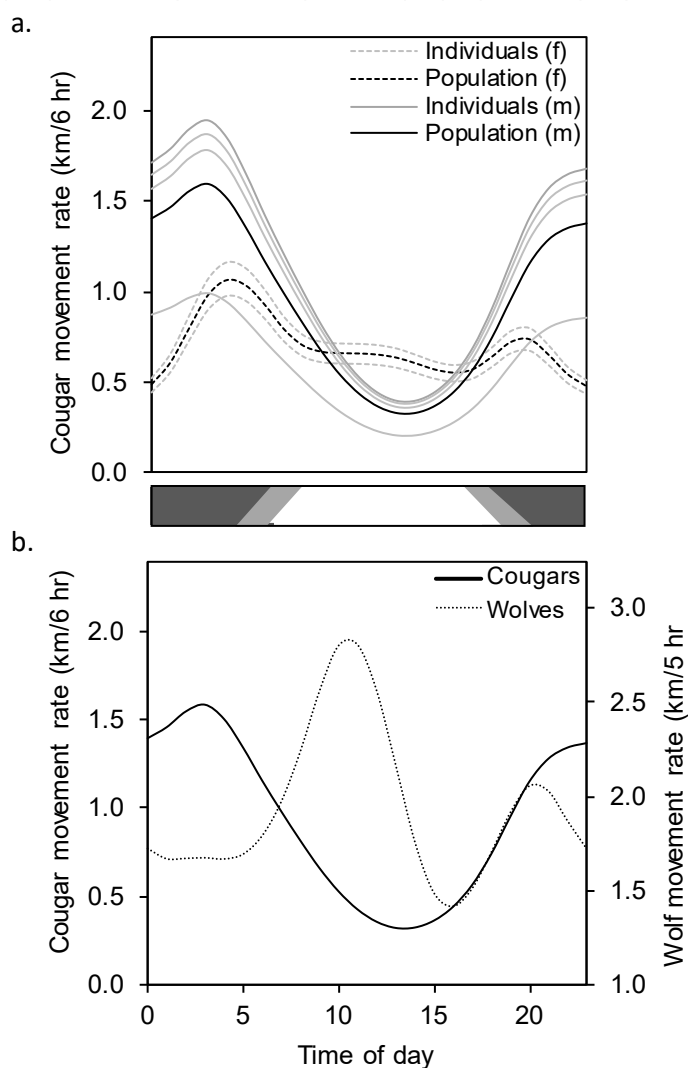 a.
Individuals (f)
Population (f)
Individuals (m)
Population (m)
Cougar movement rate (km/6 hr)
2.0
1.5
1.0
0.5
0.0
b.
Cougars
Wolves
Cougar movement rate (km/6 hr)
2.0
1.5
1.0
0.5
0.0
3.0
2.5
2.0
1.5
1.0
Wolf movement rate (km/5 hr
0 5 10 15 20
Time of day